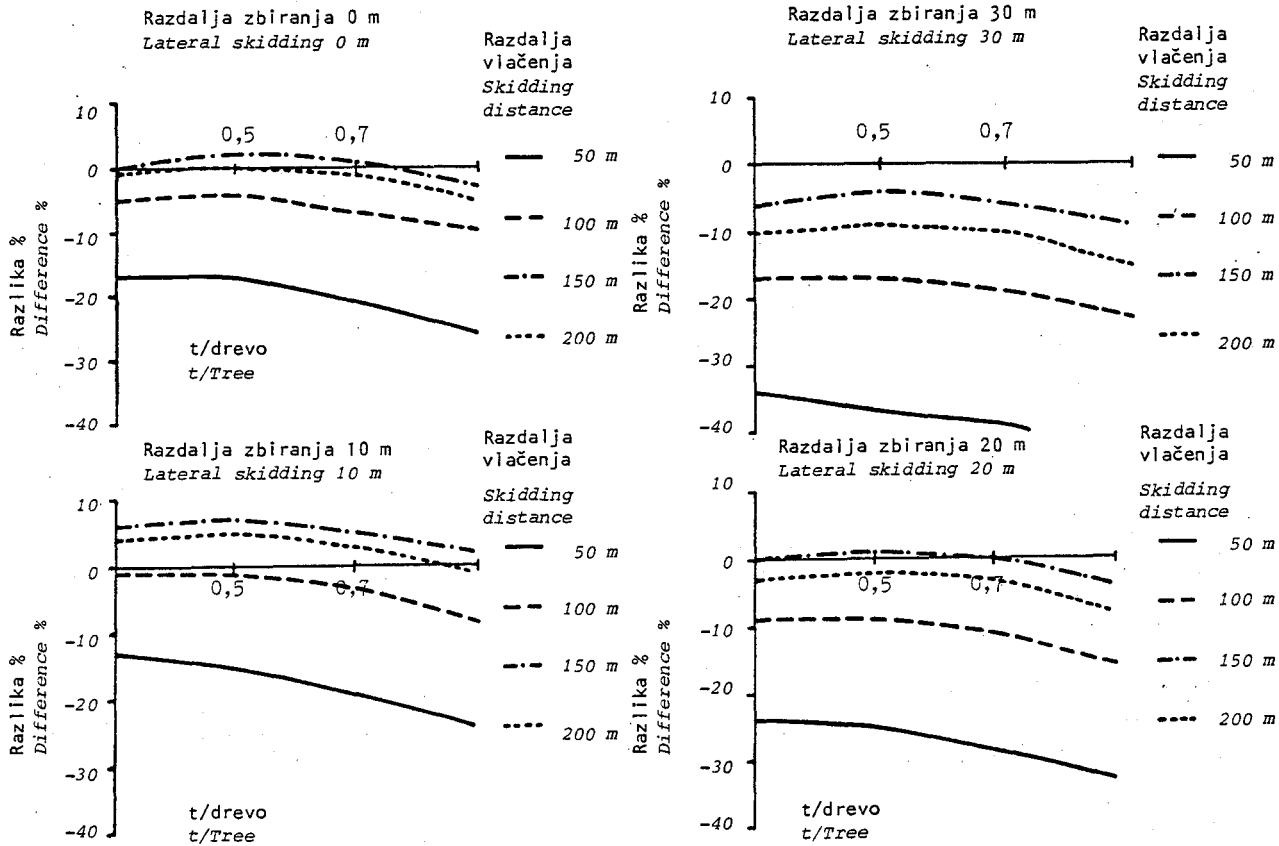 Razdalja zbiranja 0 m
Lateral skidding 0 m
Razdalja
vlačenja
Skidding
distance
10
0
-10
-20
-30
-40
0,5
0,7
Razlika %
Difference %
t/drevo
t/Tree
50 m
100 m
150 m
200 m
Razdalja zbiranja 30 m
Lateral skidding 30 m
Razdalja
vlačenja
Skidding
distance
10
0
-10
-20
-30
-40
0,5
0,7
Razlika %
Difference %
50 m
100 m
150 m
200 m
Razdalja zbiranja 10 m
Lateral skidding 10 m
Razdalja
vlačenja
Skidding
distance
10
0
-10
-20
-30
-40
0,5
0,7
Razlika %
Difference %
t/drevo
t/Tree
50 m
100 m
150 m
200 m
Razdalja zbiranja 20 m
Lateral skidding 20 m
Razdalja
vlačenja
Skidding
distance
10
0
-10
-20
-30
-40
0,5
0,7
Razlika %
Difference %
t/drevo
t/Tree
50 m
100 m
150 m
200 m